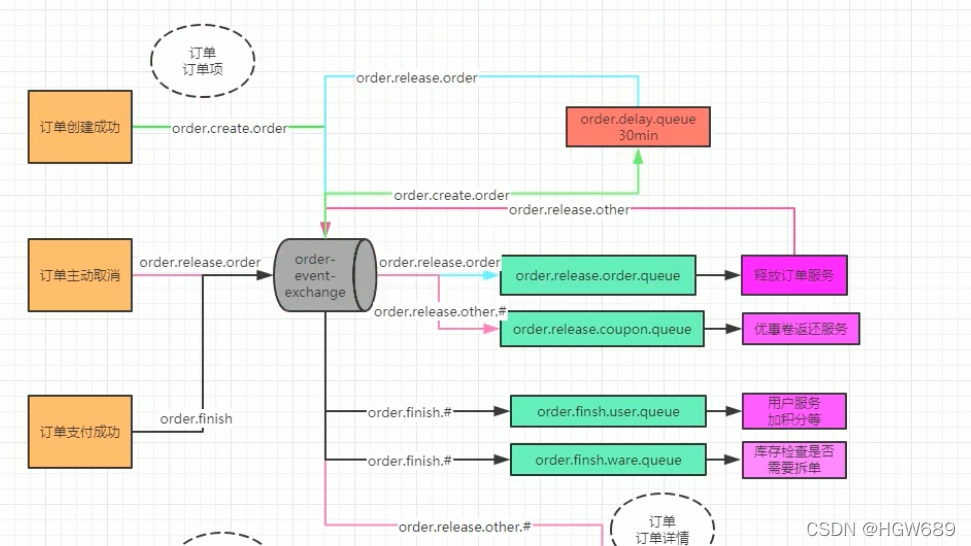 订单
订单项
order.release.order
订单创建成功
order.create.order
order.delay.queue
30min
order.create.order
order.release.other
订单主动取消
order.release.order
order-
event-
exchange
order.release.order
order.release.order.queue
释放订单服务
order.release.other.#
order.release.coupon.queue
优惠卷返还服务
订单支付成功
order.finish
order.finish.#
order.finsh.user.queue
用户服务
加积分等
order.finish.#
order.finsh.ware.queue
库存检查是否
需要拆单
order.release.other.#
订单
订单详情
CSDN @HGW689